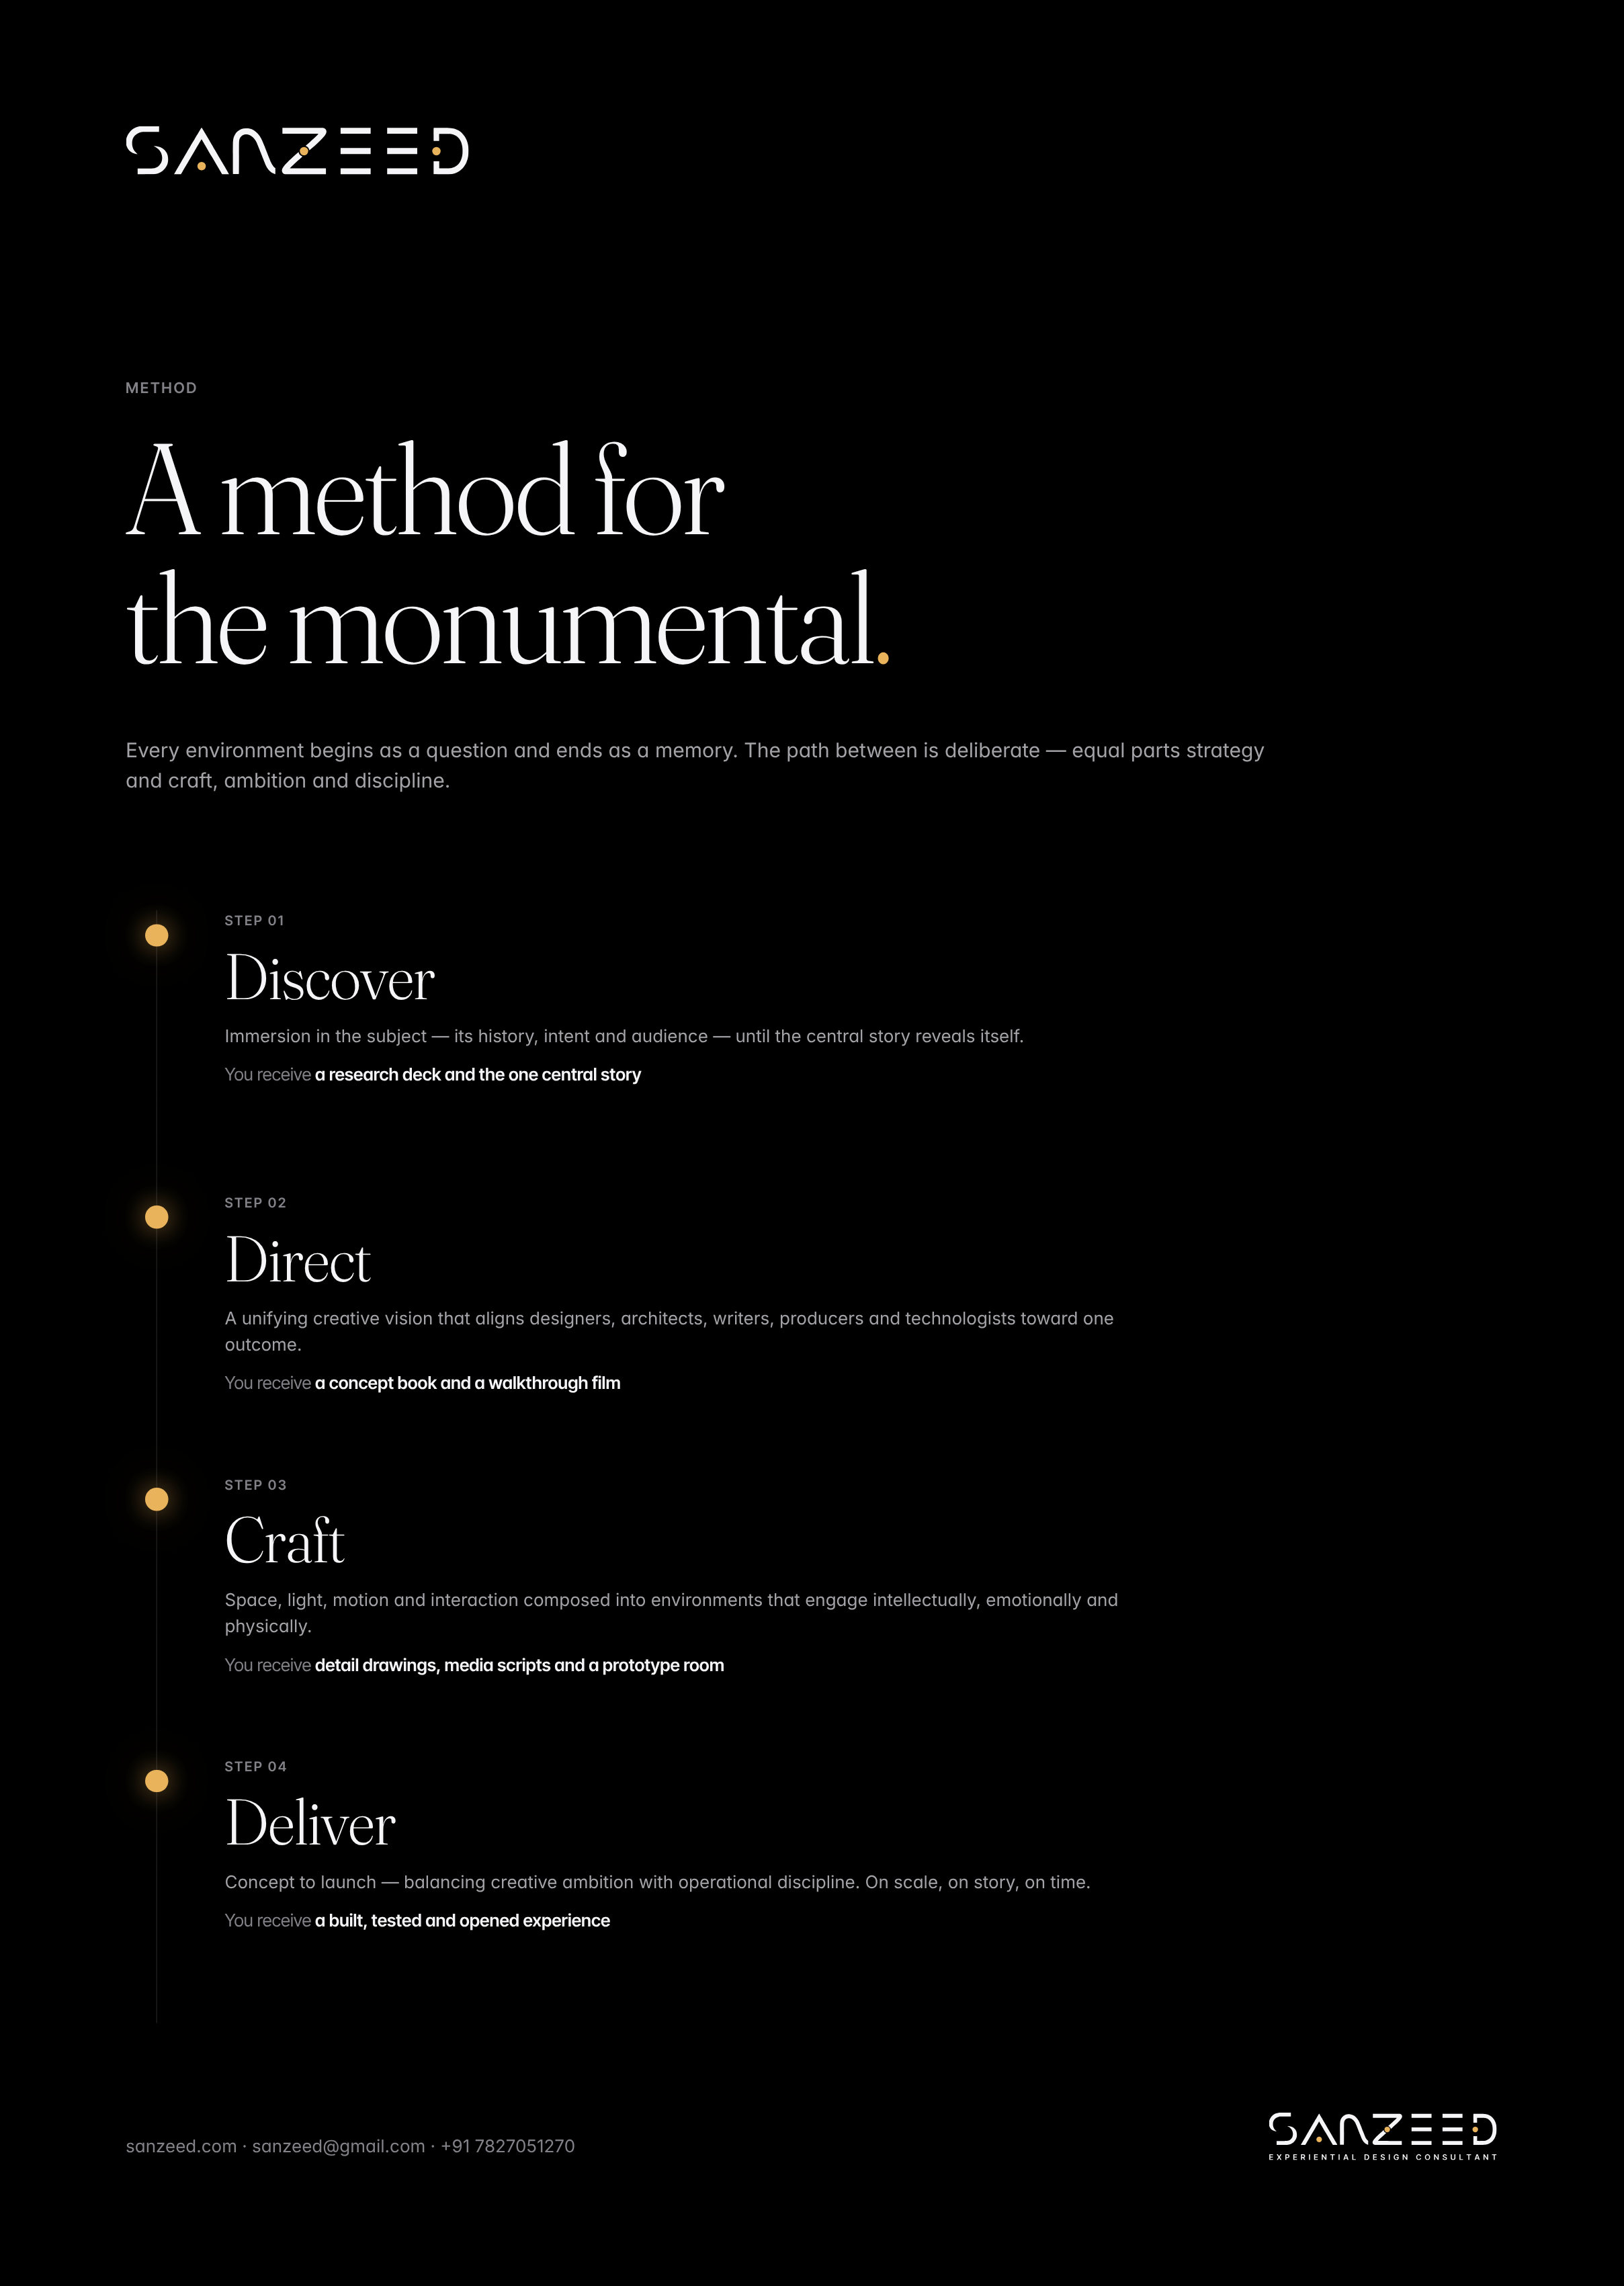 SANZEED
METHOD
A method for
the monumental.
Every environment begins as a question and ends as a memory. The path between is deliberate — equal parts strategy
and craft, ambition and discipline.
STEP 01
Discover
Immersion in the subject — its history, intent and audience — until the central story reveals itself.
You receive a research deck and the one central story
STEP 02
Direct
A unifying creative vision that aligns designers, architects, writers, producers and technologists toward one
outcome.
You receive a concept book and a walkthrough film
STEP 03
Craft
Space, light, motion and interaction composed into environments that engage intellectually, emotionally and
physically.
You receive detail drawings, media scripts and a prototype room
STEP 04
Deliver
Concept to launch — balancing creative ambition with operational discipline. On scale, on story, on time.
You receive a built, tested and opened experience
sanzeed.com · sanzeed@gmail.com · +91 7827051270
SANZEED
EXPERIENTIAL DESIGN CONSULTANT